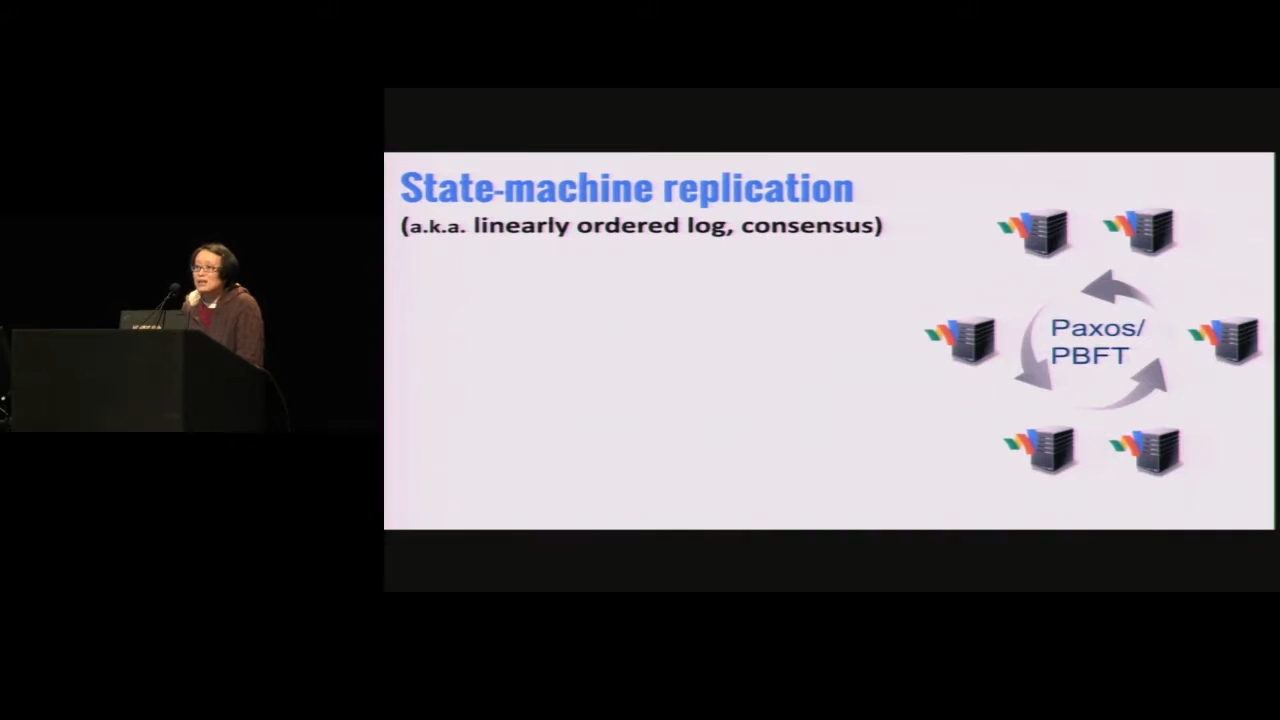 State-machine replication
(a.k.a. linearly ordered log, consensus)
Paxos/
PBFT